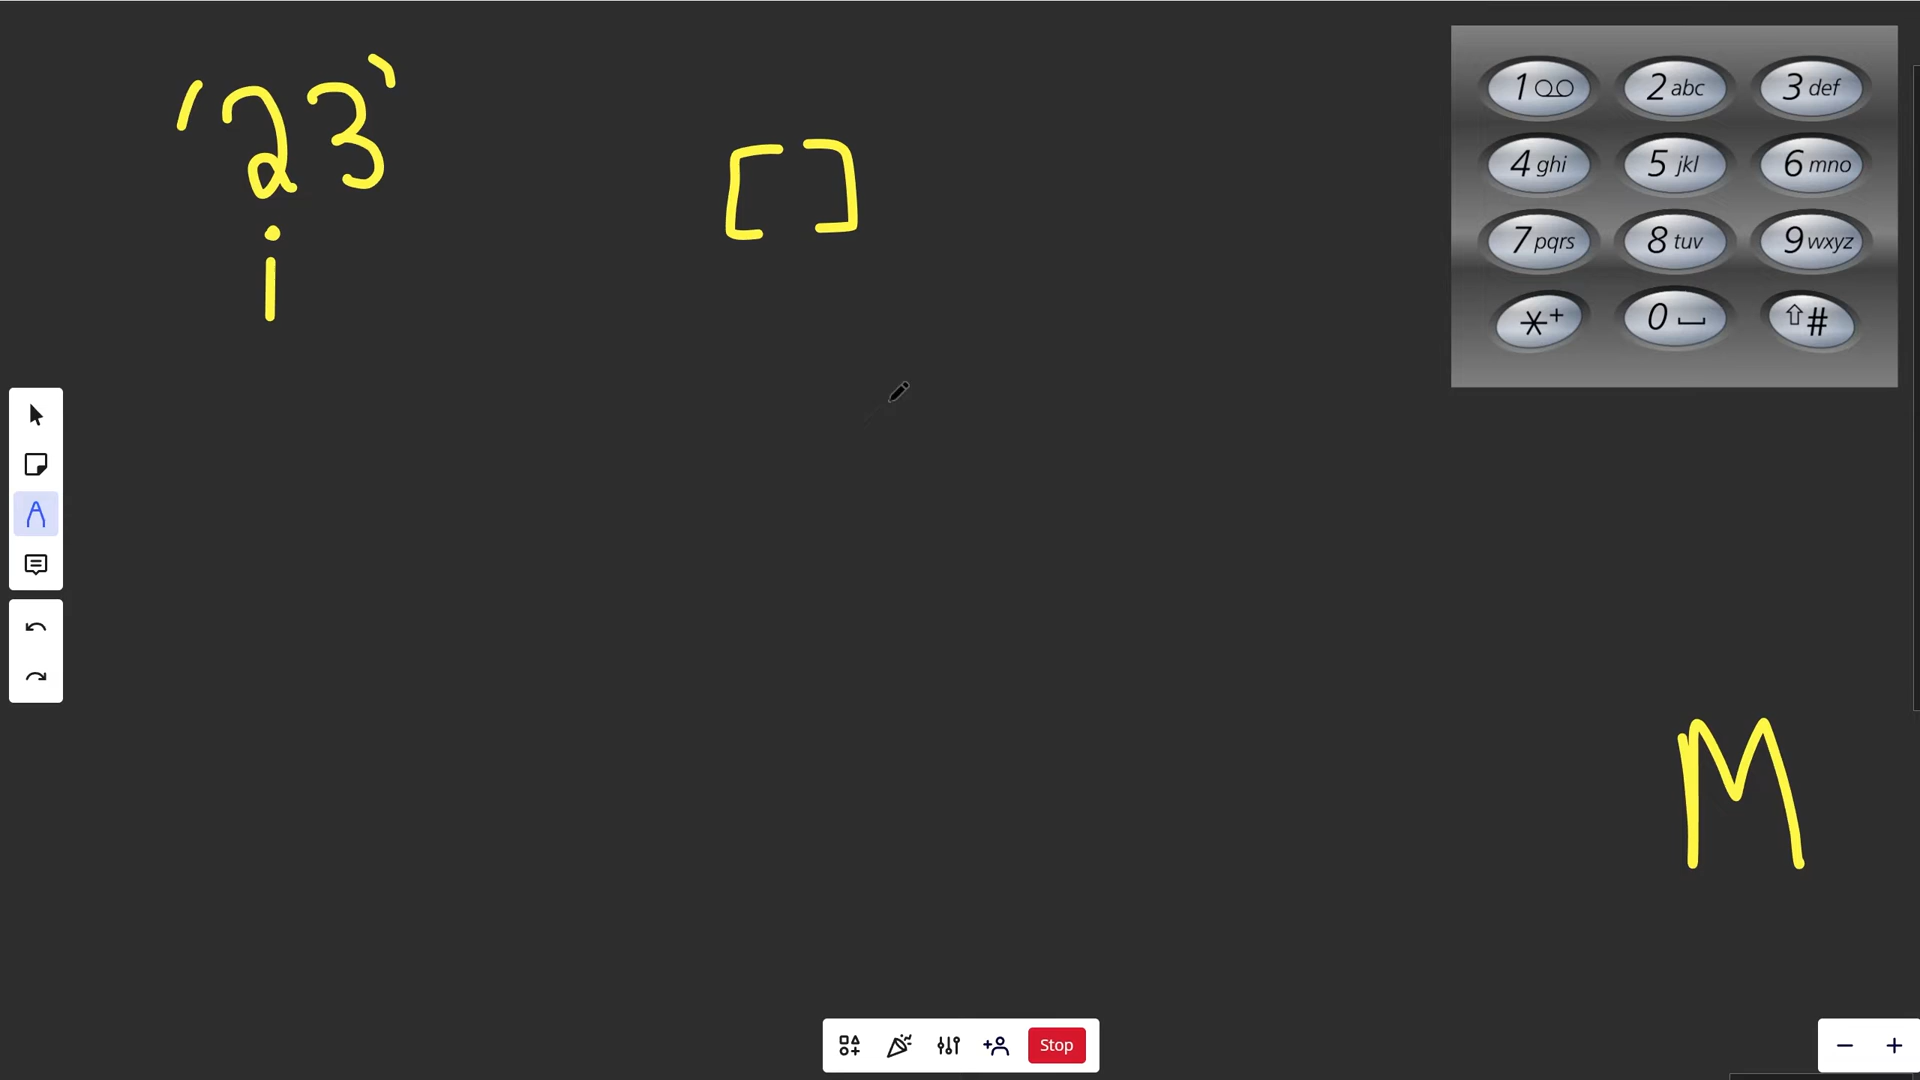 '23'
i
[ ]
1 2 abc 3 def
4 ghi 5 jkl 6 mno
7 pqrs 8 tuv 9 wxyz
*+ 0 #
M
Stop